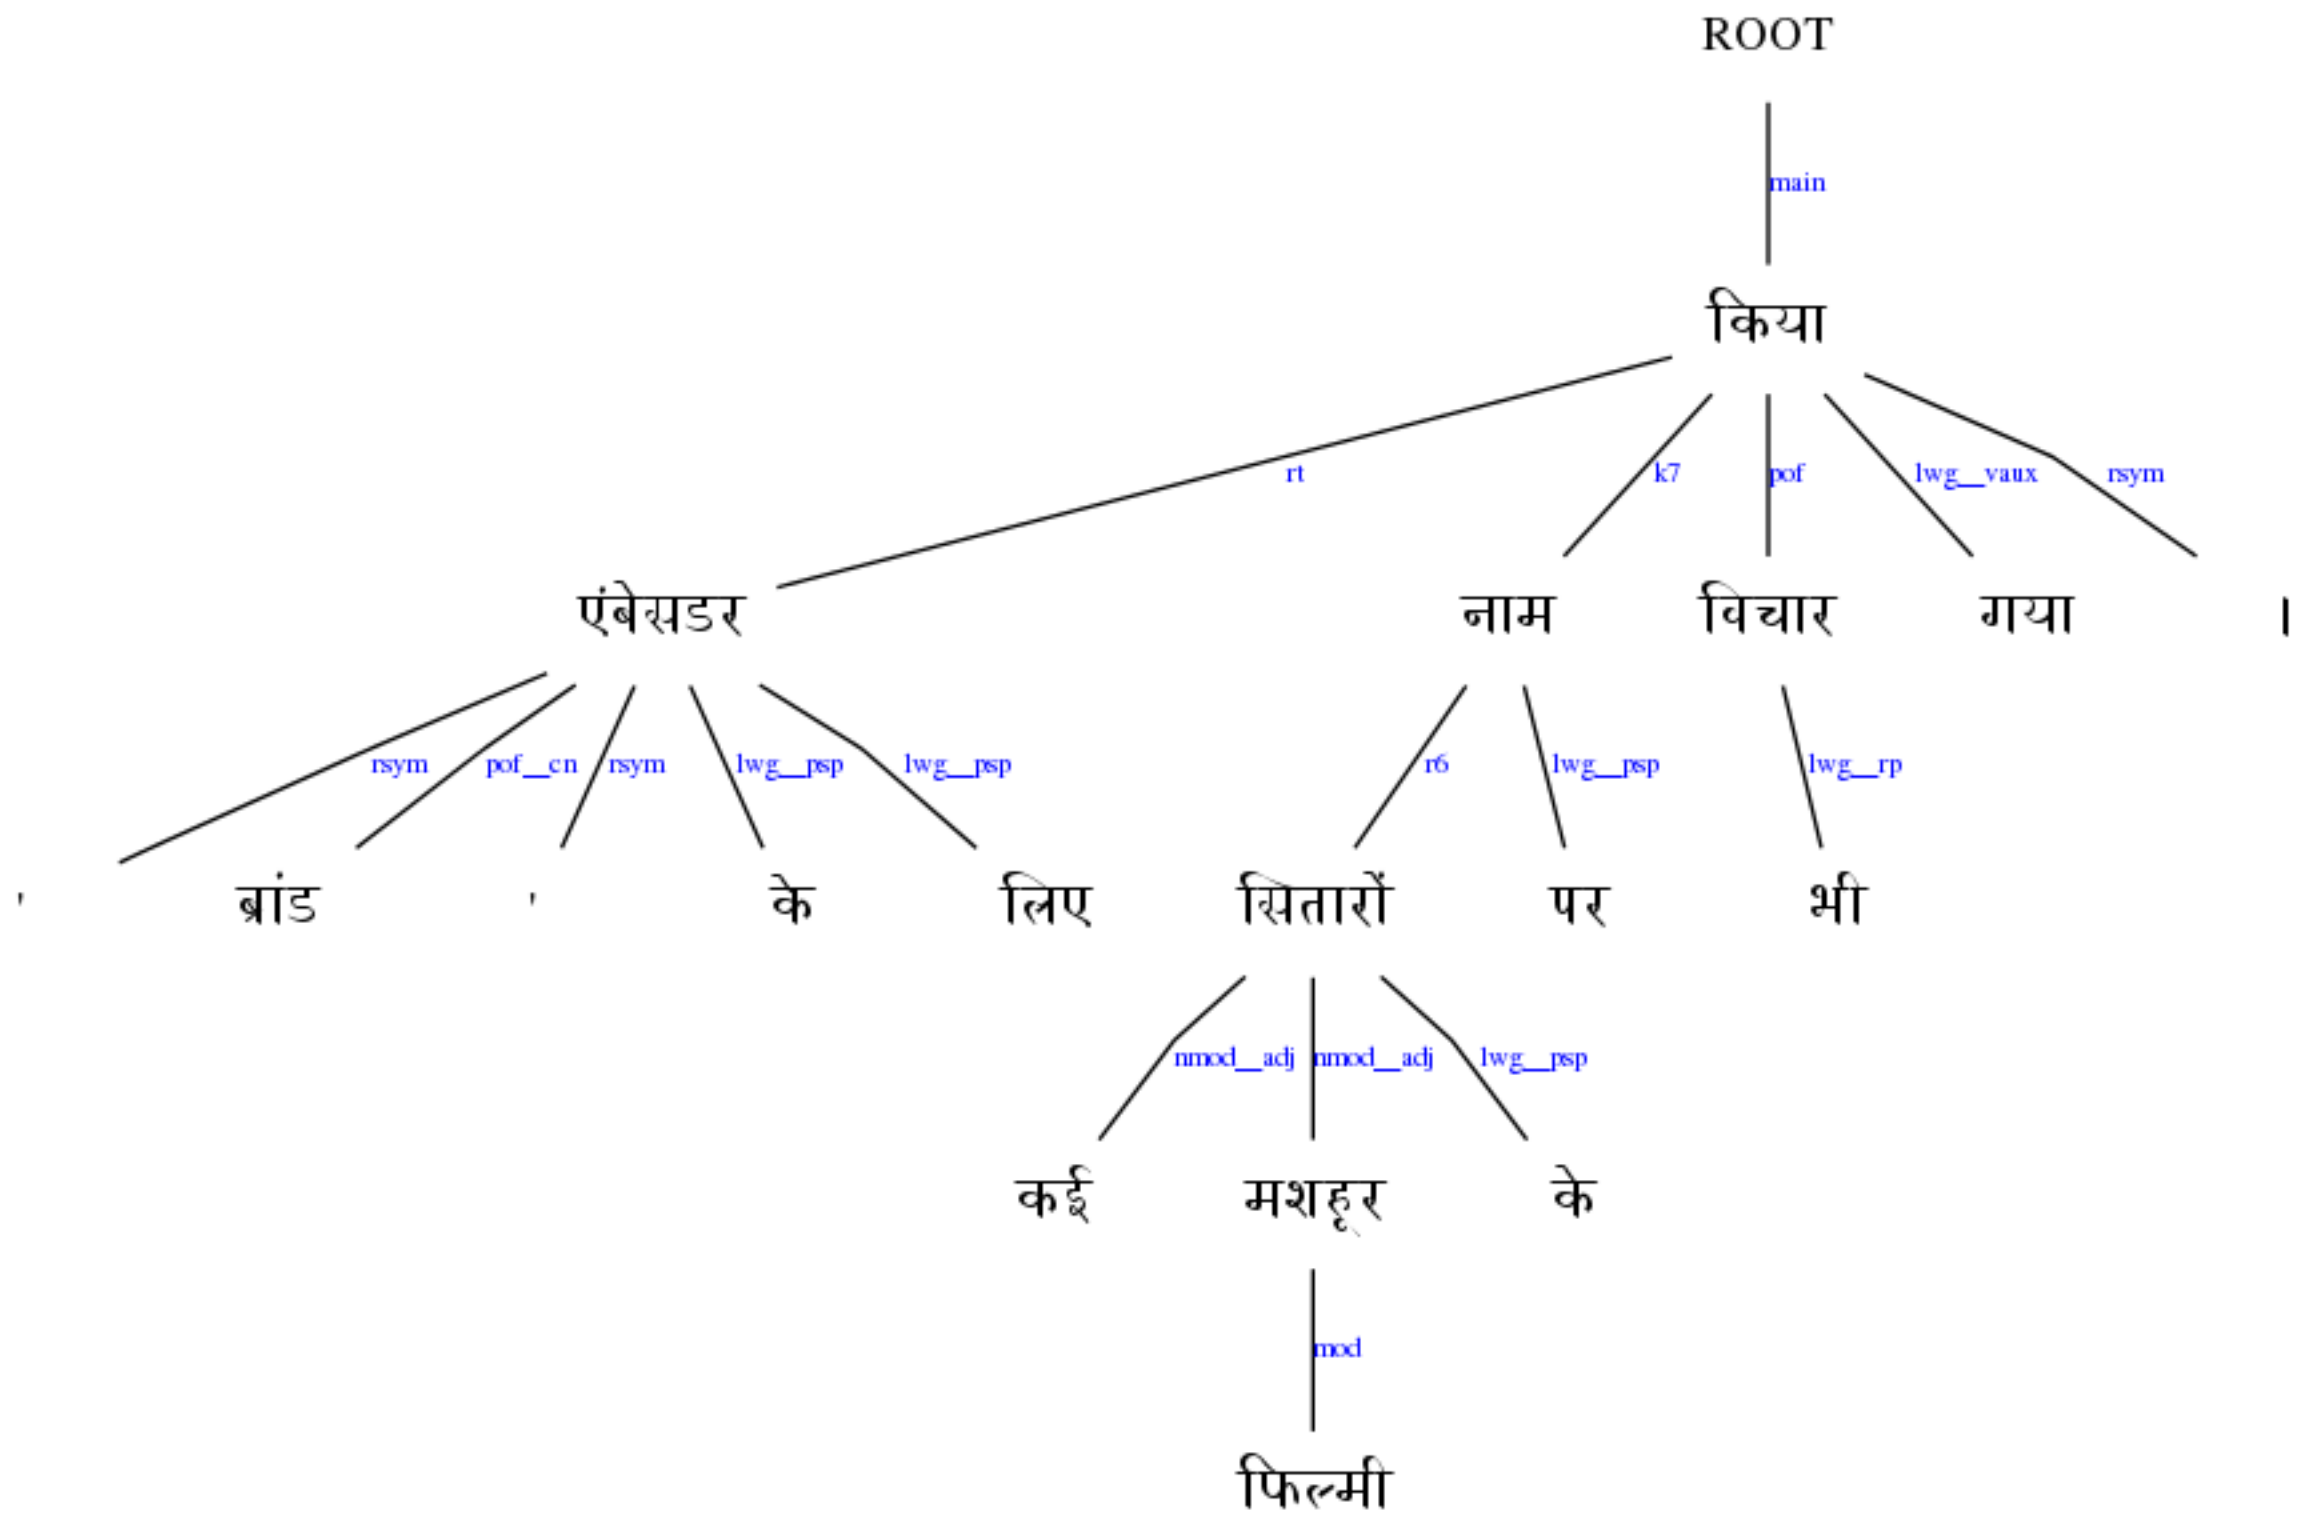 ROOT
main
किया
rt k7 pof lwg__vaux rsym
एंबेसडर नाम विचार गया ।
rsym pof__cn rsym lwg__psp lwg__psp r6 lwg__psp lwg__rp
' ब्रांड ' के लिए सितारों पर भी
nmod__adj nmod__adj lwg__psp
कई मशहूर के
mod
फिल्मी